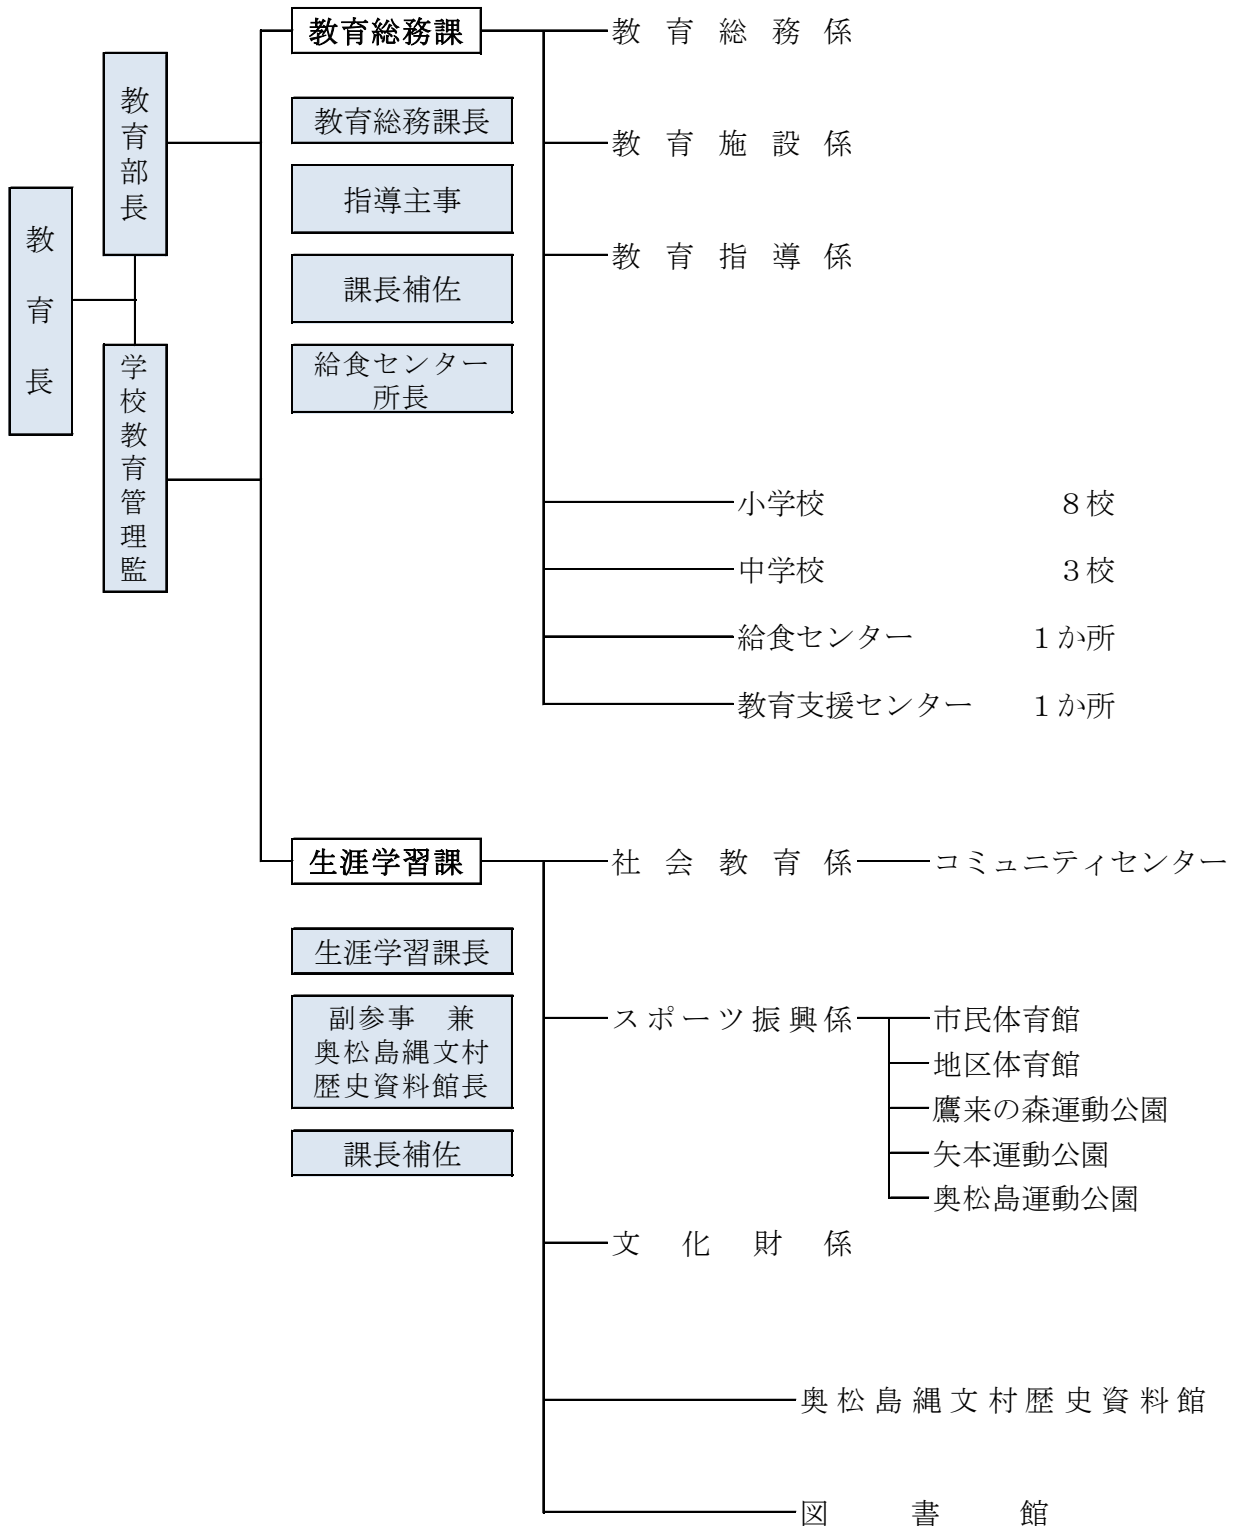 教育長
教育部長
学校教育管理監
教育総務課
教育総務課長
指導主事
課長補佐
給食センター
所長
教育総務係
教育施設係
教育指導係
小学校 ８校
中学校 ３校
給食センター １か所
教育支援センター １か所
生涯学習課
生涯学習課長
副参事　兼
奥松島縄文村
歴史資料館長
課長補佐
社会教育係
コミュニティセンター
スポーツ振興係
市民体育館
地区体育館
鷹来の森運動公園
矢本運動公園
奥松島運動公園
文化財係
奥松島縄文村歴史資料館
図書館